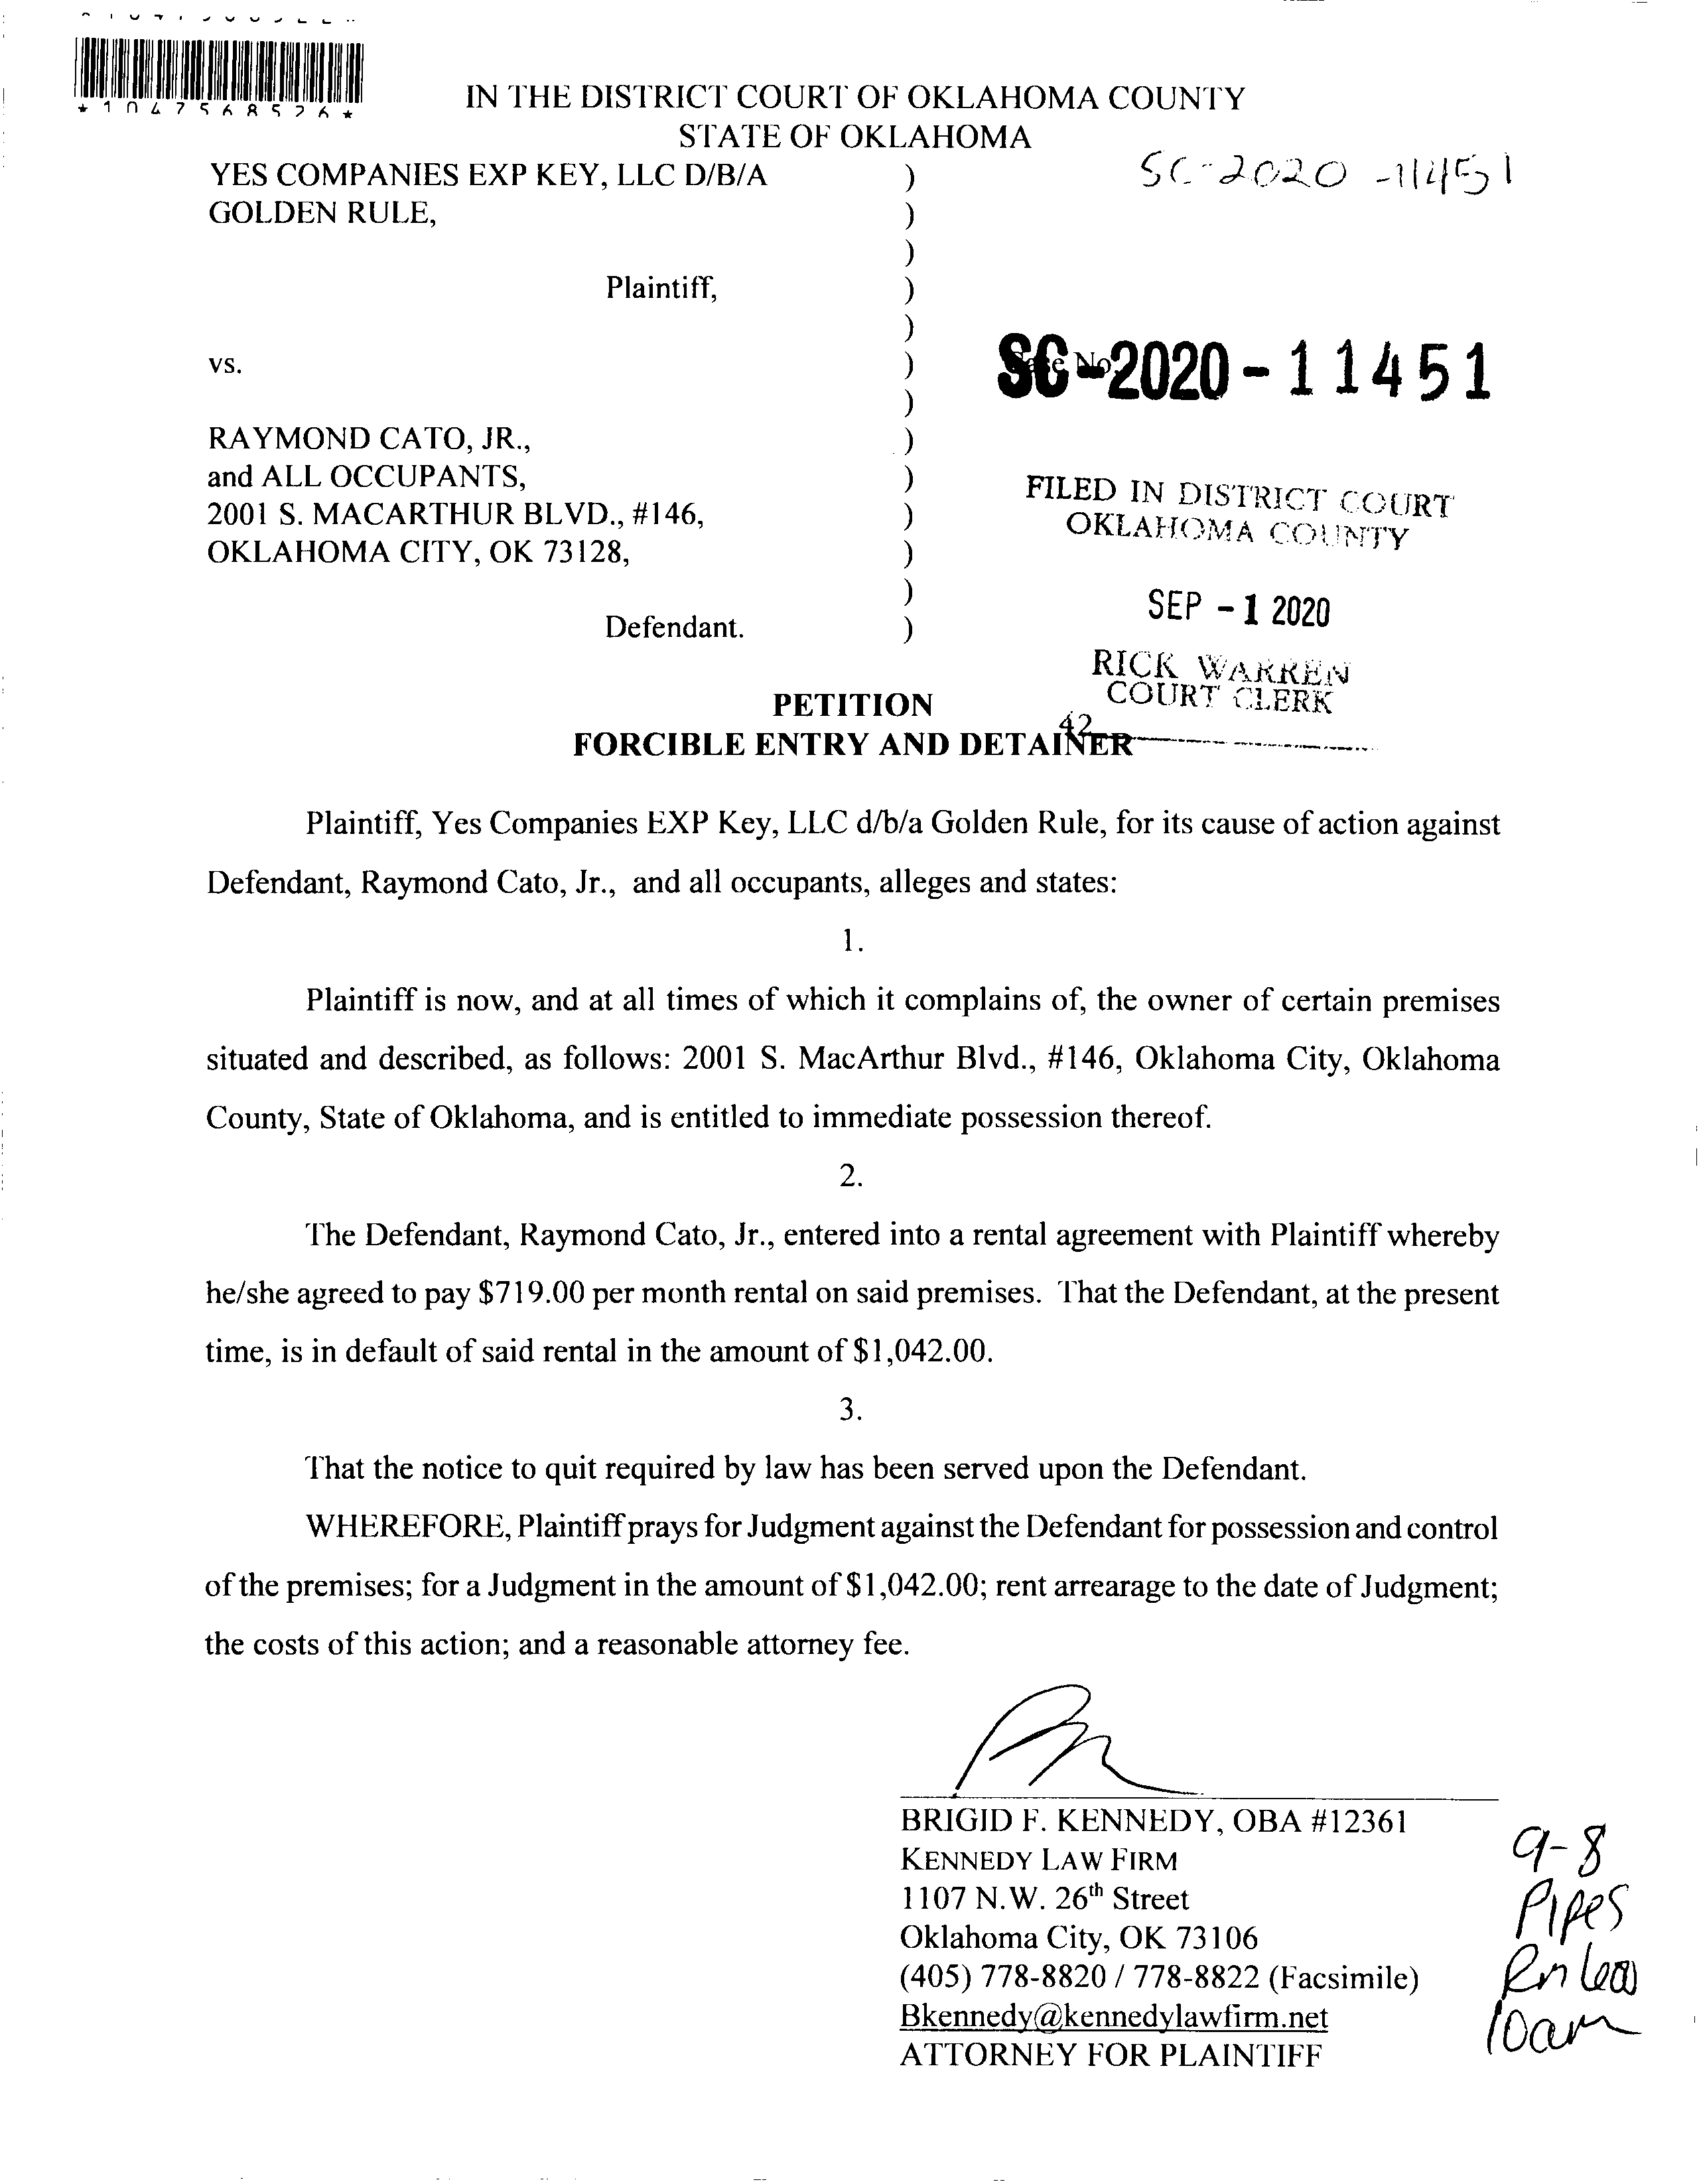 *1047568526*
IN THE DISTRICT COURT OF OKLAHOMA COUNTY
STATE OF OKLAHOMA
SC-2020-11451
YES COMPANIES EXP KEY, LLC D/B/A )
GOLDEN RULE, )
)
Plaintiff, )
)
vs. )
SC-2020-11451
)
RAYMOND CATO, JR., )
and ALL OCCUPANTS, )
2001 S. MACARTHUR BLVD., #146, )
OKLAHOMA CITY, OK 73128, )
)
Defendant. )
FILED IN DISTRICT COURT
OKLAHOMA COUNTY
SEP -1 2020
RICK WARREN
COURT CLERK
42
PETITION
FORCIBLE ENTRY AND DETAINER
Plaintiff, Yes Companies EXP Key, LLC d/b/a Golden Rule, for its cause of action against
Defendant, Raymond Cato, Jr., and all occupants, alleges and states:
1.
Plaintiff is now, and at all times of which it complains of, the owner of certain premises
situated and described, as follows: 2001 S. MacArthur Blvd., #146, Oklahoma City, Oklahoma
County, State of Oklahoma, and is entitled to immediate possession thereof.
2.
The Defendant, Raymond Cato, Jr., entered into a rental agreement with Plaintiff whereby
he/she agreed to pay $719.00 per month rental on said premises. That the Defendant, at the present
time, is in default of said rental in the amount of $1,042.00.
3.
That the notice to quit required by law has been served upon the Defendant.
WHEREFORE, Plaintiff prays for Judgment against the Defendant for possession and control
of the premises; for a Judgment in the amount of $1,042.00; rent arrearage to the date of Judgment;
the costs of this action; and a reasonable attorney fee.
BRIGID F. KENNEDY, OBA #12361
KENNEDY LAW FIRM
1107 N.W. 26th Street
Oklahoma City, OK 73106
(405) 778-8820 / 778-8822 (Facsimile)
Bkennedy@kennedylawfirm.net
ATTORNEY FOR PLAINTIFF
9-8
Pipes
Rm
10am